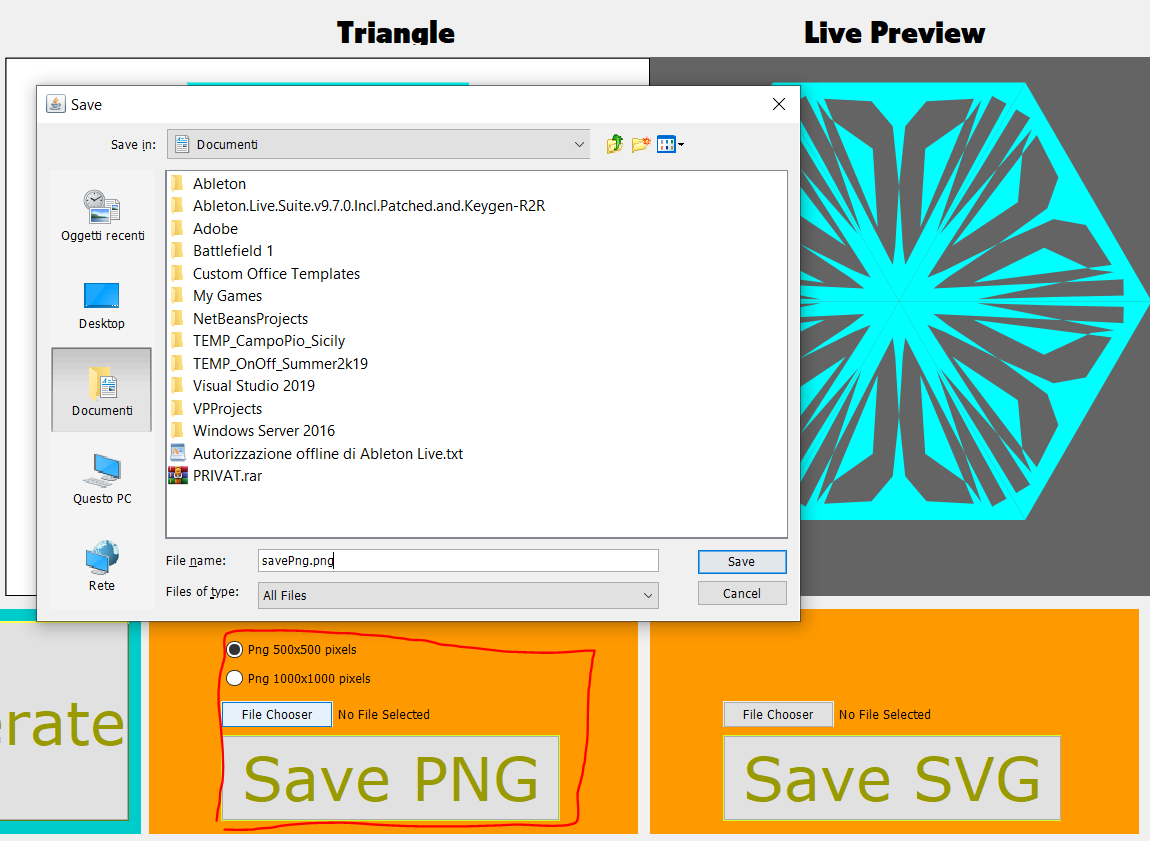 Triangle
Live Preview
Save
Save in:
Documenti
Oggetti recenti
Desktop
Documenti
Questo PC
Rete
Ableton
Ableton.Live.Suite.v9.7.0.Incl.Patched.and.Keygen-R2R
Adobe
Battlefield 1
Custom Office Templates
My Games
NetBeansProjects
TEMP_CampoPio_Sicily
TEMP_OnOff_Summer2k19
Visual Studio 2019
VPProjects
Windows Server 2016
Autorizzazione offline di Ableton Live.txt
PRIVAT.rar
File name:
savePng.png
Save
Files of type:
All Files
Cancel
erate
Png 500x500 pixels
Png 1000x1000 pixels
File Chooser
No File Selected
Save PNG
File Chooser
No File Selected
Save SVG